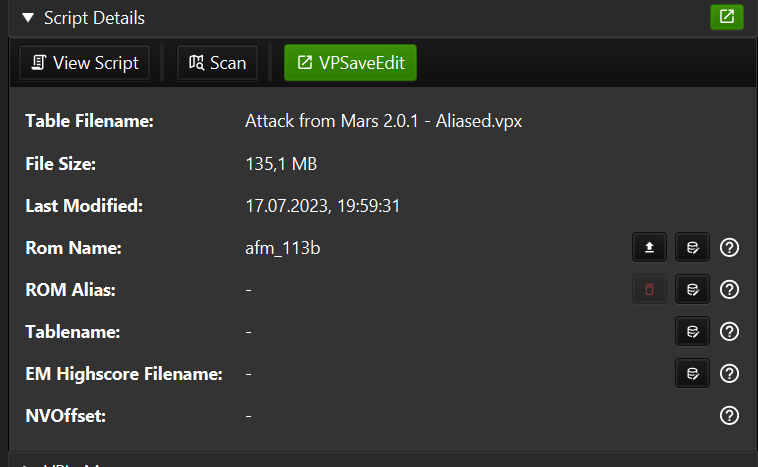 Script Details
View Script Scan VPSaveEdit
Table Filename: Attack from Mars 2.0.1 - Aliased.vpx
File Size: 135,1 MB
Last Modified: 17.07.2023, 19:59:31
Rom Name: afm_113b
ROM Alias: -
Tablename: -
EM Highscore Filename: -
NVOffset: -